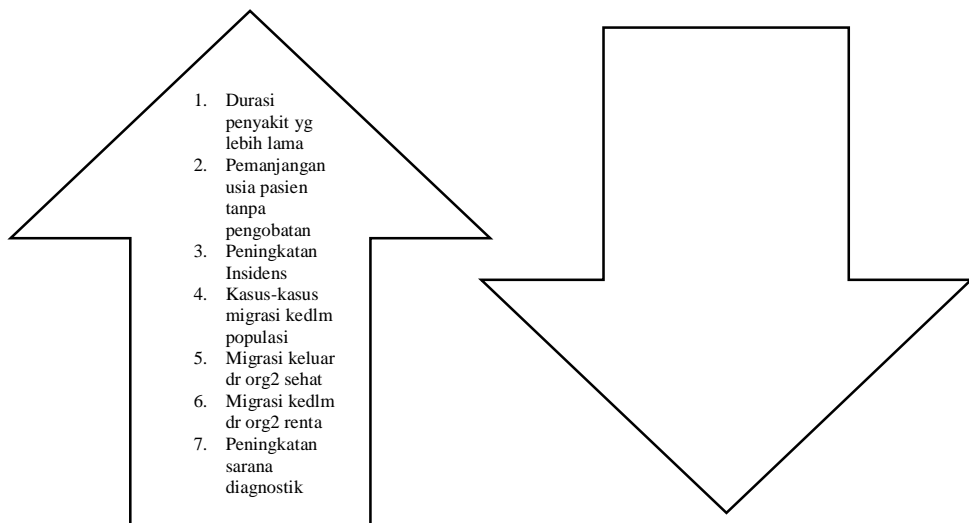 1. Durasi
penyakit yg
lebih lama
2. Pemanjangan
usia pasien
tanpa
pengobatan
3. Peningkatan
Insidens
4. Kasus-kasus
migrasi kedlm
populasi
5. Migrasi keluar
dr org2 sehat
6. Migrasi kedlm
dr org2 renta
7. Peningkatan
sarana
diagnostik